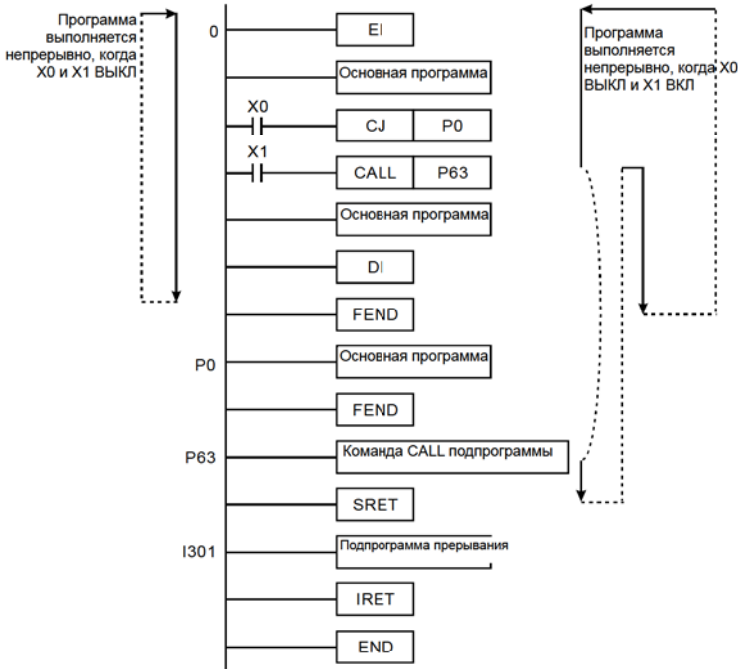 Программа
выполняется
непрерывно, когда
X0 и X1 ВЫКЛ
Программа
выполняется
непрерывно, когда X0
ВЫКЛ и X1 ВКЛ
0 EI
Основная программа
X0
CJ P0
X1
CALL P63
Основная программа
DI
FEND
P0 Основная программа
FEND
P63 Команда CALL подпрограммы
SRET
I301 Подпрограмма прерывания
IRET
END